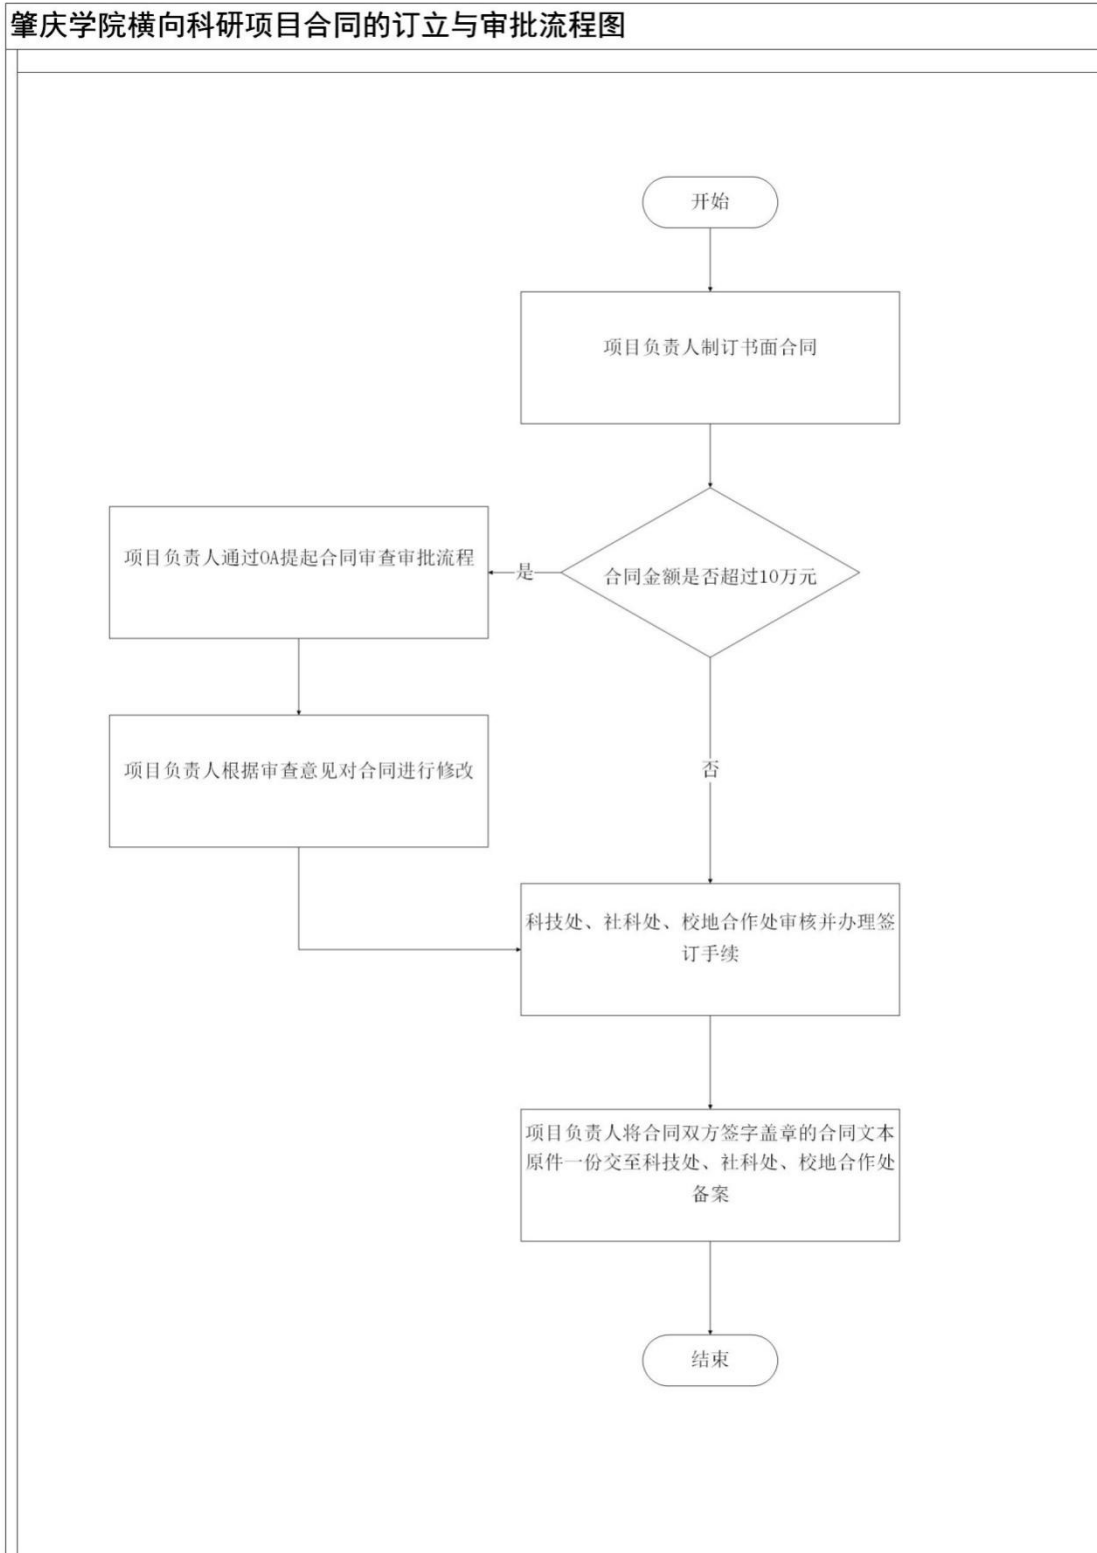 肇庆学院横向科研项目合同的订立与审批流程图
开始
项目负责人制订书面合同
合同金额是否超过10万元
是
项目负责人通过OA提起合同审查审批流程
项目负责人根据审查意见对合同进行修改
否
科技处、社科处、校地合作处审核并办理签
订手续
项目负责人将合同双方签字盖章的合同文本
原件一份交至科技处、社科处、校地合作处
备案
结束